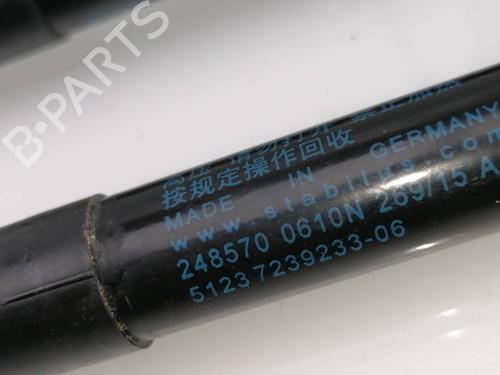 B-PARTS
按规定操作回收
MADE IN GERMANY
www.stabilus.com
248570 0610N 269/15 A
51237239233-06